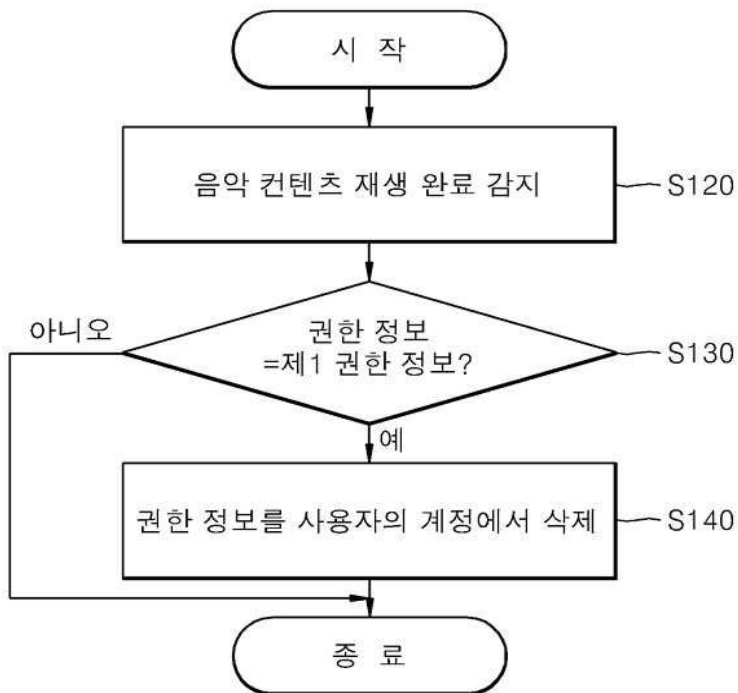 시 작
음악 컨텐츠 재생 완료 감지
S120
아니오
권한 정보
=제1 권한 정보?
S130
예
권한 정보를 사용자의 계정에서 삭제
S140
종 료